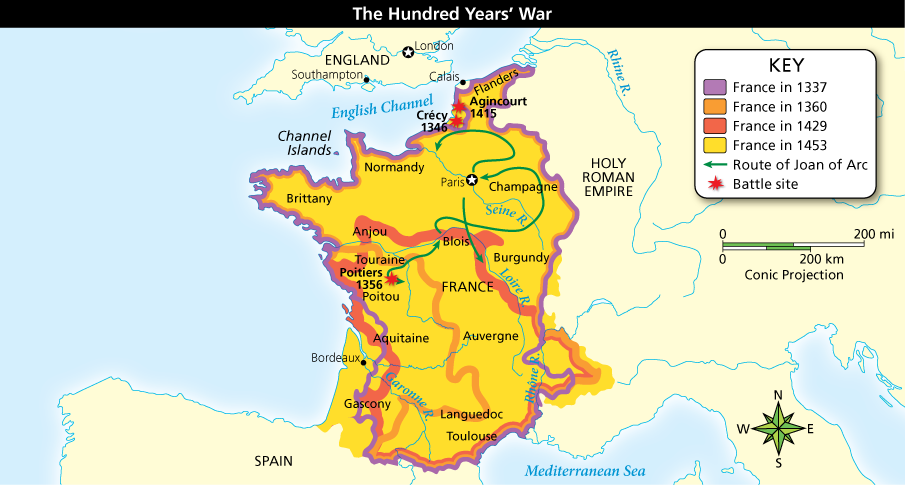 The Hundred Years' War
London
ENGLAND
Southampton
Calais
Flanders
English Channel
Agincourt
1415
Crécy
1346
Channel
Islands
Normandy
Paris
Champagne
Brittany
Seine R.
Anjou
Blois
Touraine
Burgundy
Poitiers
1356
Poitou
FRANCE
Loire R.
Aquitaine
Auvergne
Bordeaux
Rhône R.
Garonne R.
Gascony
Languedoc
Toulouse
SPAIN
Mediterranean Sea
Rhine R.
HOLY
ROMAN
EMPIRE
KEY
France in 1337
France in 1360
France in 1429
France in 1453
Route of Joan of Arc
Battle site
0 200 mi
0 200 km
Conic Projection
N
W E
S